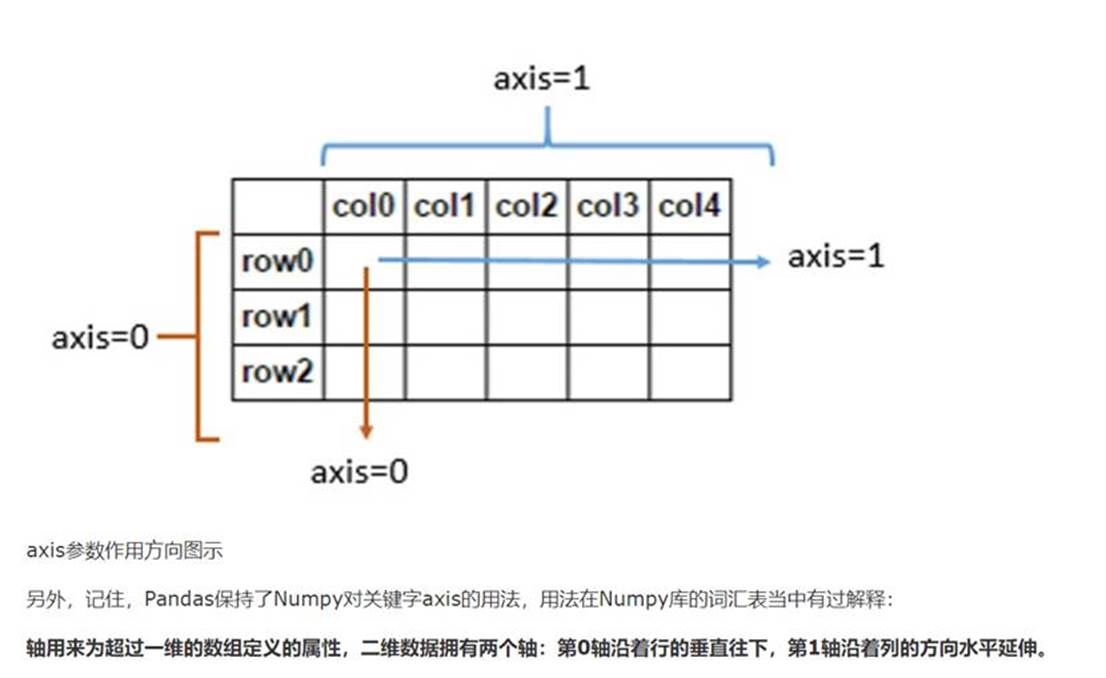 axis=1
col0 col1 col2 col3 col4
row0
axis=1
row1
axis=0
row2
axis=0
axis参数作用方向图示
另外，记住，Pandas保持了Numpy对关键字axis的用法，用法在Numpy库的词汇表当中有过解释：
轴用来为超过一维的数组定义的属性，二维数据拥有两个轴：第0轴沿着行的垂直往下，第1轴沿着列的方向水平延伸。